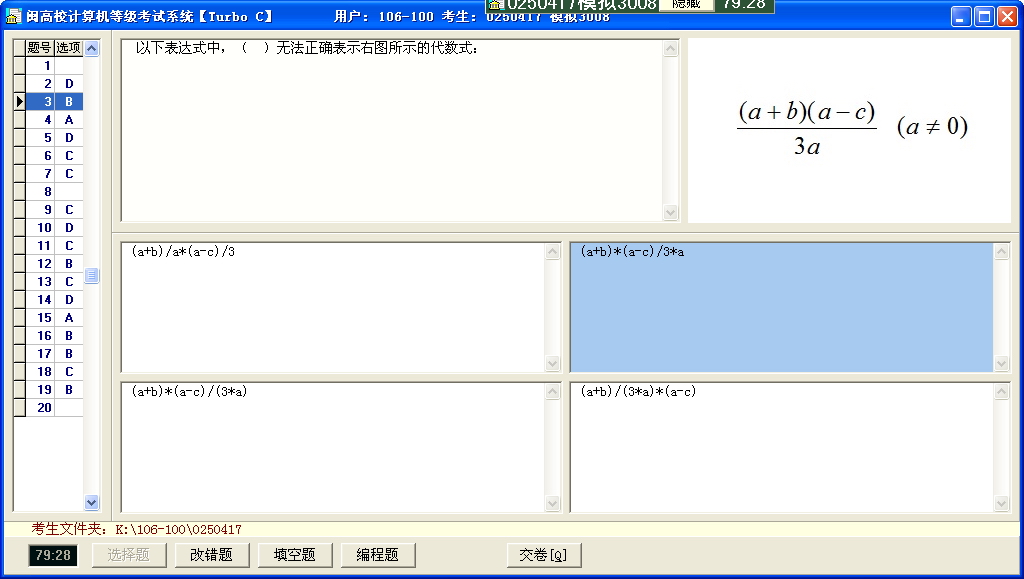 0250417模拟3008 隐藏 79:28
闽高校计算机等级考试系统【Turbo C】 用户: 106-100 考生: 0250417 模拟3008
题号 选项
1
2 D
3 B
4 A
5 D
6 C
7 C
8
9 C
10 D
11 C
12 B
13 C
14 D
15 A
16 B
17 B
18 C
19 B
20
以下表达式中，（ ）无法正确表示右图所示的代数式:
(a+b)(a−c)
3a
(a ≠ 0)
(a+b)/a*(a-c)/3
(a+b)*(a-c)/3*a
(a+b)*(a-c)/(3*a)
(a+b)/(3*a)*(a-c)
考生文件夹: K:\106-100\0250417
79:28 选择题 改错题 填空题 编程题 交卷[Q]